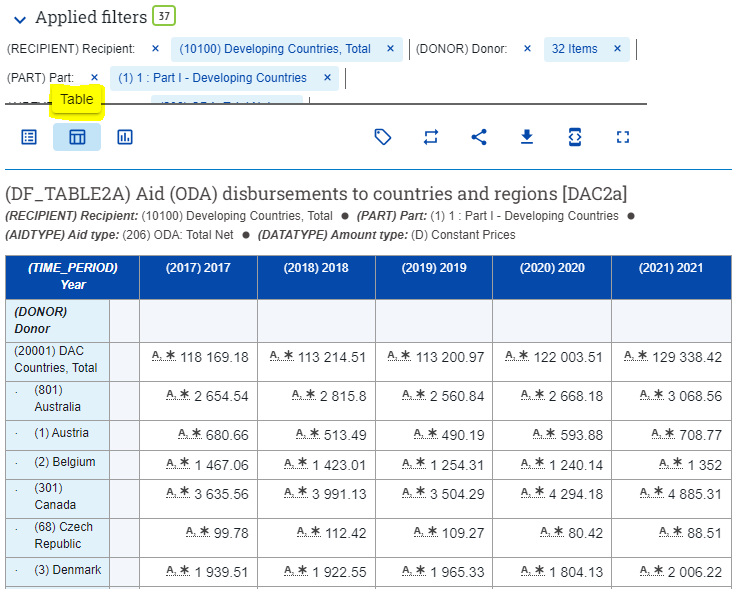 Applied filters 37
(RECIPIENT) Recipient: × (10100) Developing Countries, Total × (DONOR) Donor: × 32 Items ×
(PART) Part: × (1) 1 : Part I - Developing Countries ×
Table
(DF_TABLE2A) Aid (ODA) disbursements to countries and regions [DAC2a]
(RECIPIENT) Recipient: (10100) Developing Countries, Total ● (PART) Part: (1) 1 : Part I - Developing Countries ●
(AIDTYPE) Aid type: (206) ODA: Total Net ● (DATATYPE) Amount type: (D) Constant Prices
(TIME_PERIOD) (2017) 2017 (2018) 2018 (2019) 2019 (2020) 2020 (2021) 2021
Year
(DONOR)
Donor
(20001) DAC A, * 118 169.18 A, * 113 214.51 A, * 113 200.97 A, * 122 003.51 A, * 129 338.42
Countries, Total
· (801) A, * 2 654.54 A, * 2 815.8 A, * 2 560.84 A, * 2 668.18 A, * 3 068.56
Australia
· (1) Austria A, * 680.66 A, * 513.49 A, * 490.19 A, * 593.88 A, * 708.77
· (2) Belgium A, * 1 467.06 A, * 1 423.01 A, * 1 254.31 A, * 1 240.14 A, * 1 352
· (301) A, * 3 635.56 A, * 3 991.13 A, * 3 504.29 A, * 4 294.18 A, * 4 885.31
Canada
· (68) Czech A, * 99.78 A, * 112.42 A, * 109.27 A, * 80.42 A, * 88.51
Republic
· (3) Denmark A, * 1 939.51 A, * 1 922.55 A, * 1 965.33 A, * 1 804.13 A, * 2 006.22